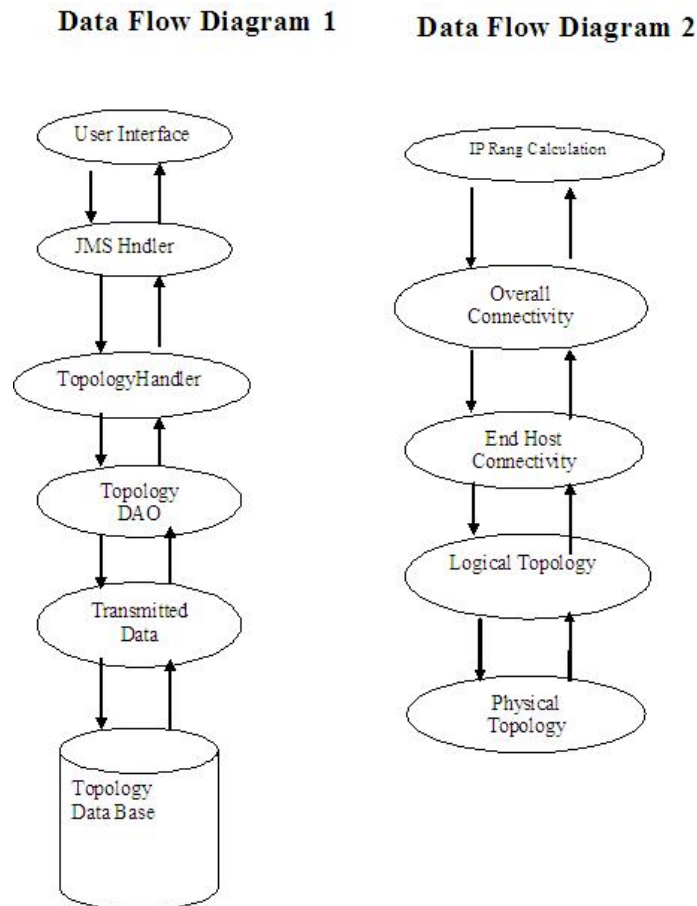 Data Flow Diagram 1
User Interface
JMS Hndler
TopologyHandler
Topology
DAO
Transmitted
Data
Topology
Data Base
Data Flow Diagram 2
IP Rang Calculation
Overall
Connectivity
End Host
Connectivity
Logical Topology
Physical
Topology